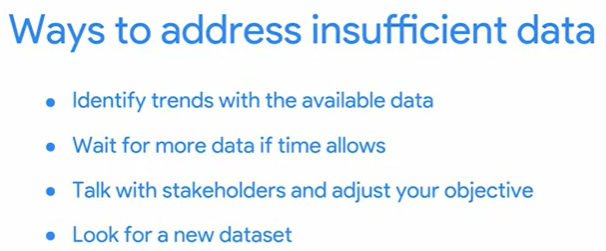 Ways to address insufficient data
• Identify trends with the available data
• Wait for more data if time allows
• Talk with stakeholders and adjust your objective
• Look for a new dataset